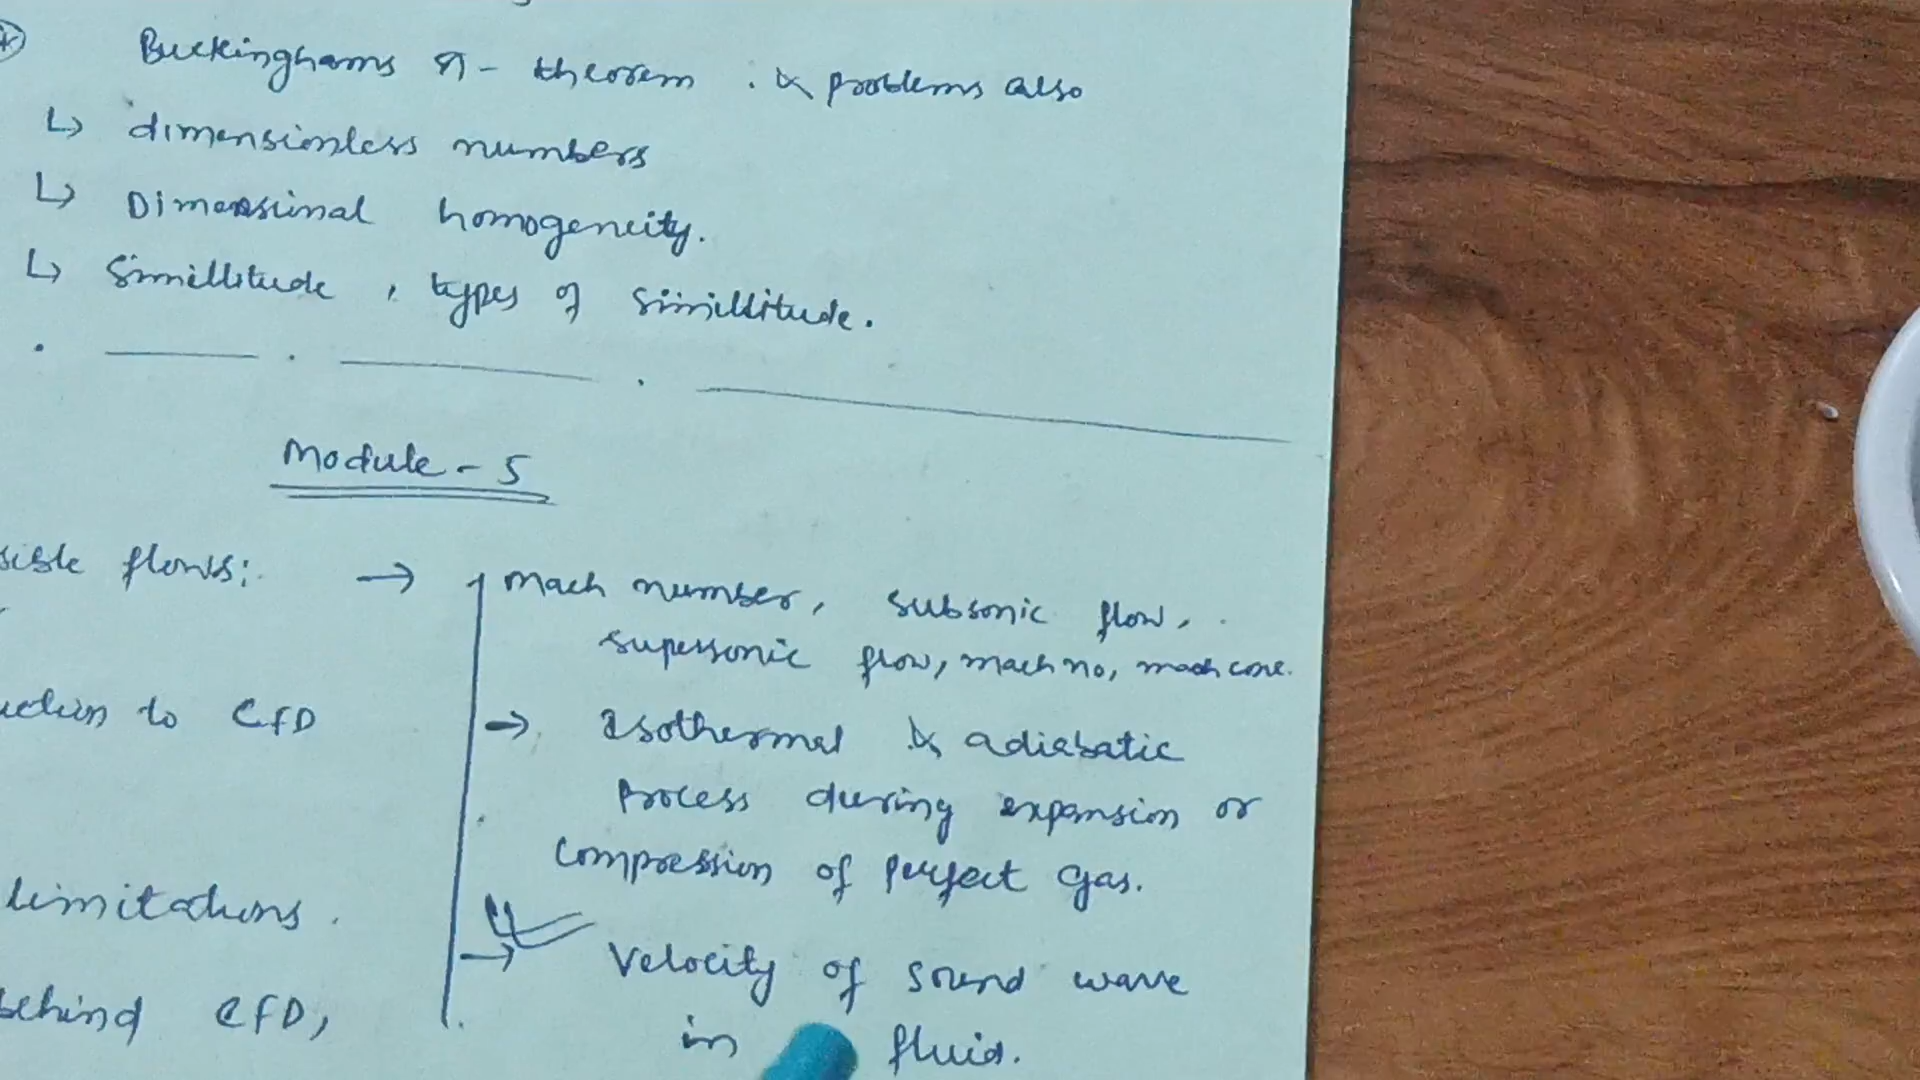 Buckinghams π - theorem . & problems also
↳ dimensionless numbers
↳ Dimensional homogeneity.
↳ Simillitude , types of Simillitude.
Module - 5
sible flows:
→ Mach number, subsonic flow,
supersonic flow, mach no, mach cone.
uction to CFD
→ Isothermal & adiabatic
Process during expansion or
Compression of perfect gas.
limitations.
→ Velocity of sound wave
in fluid.
behind CFD,